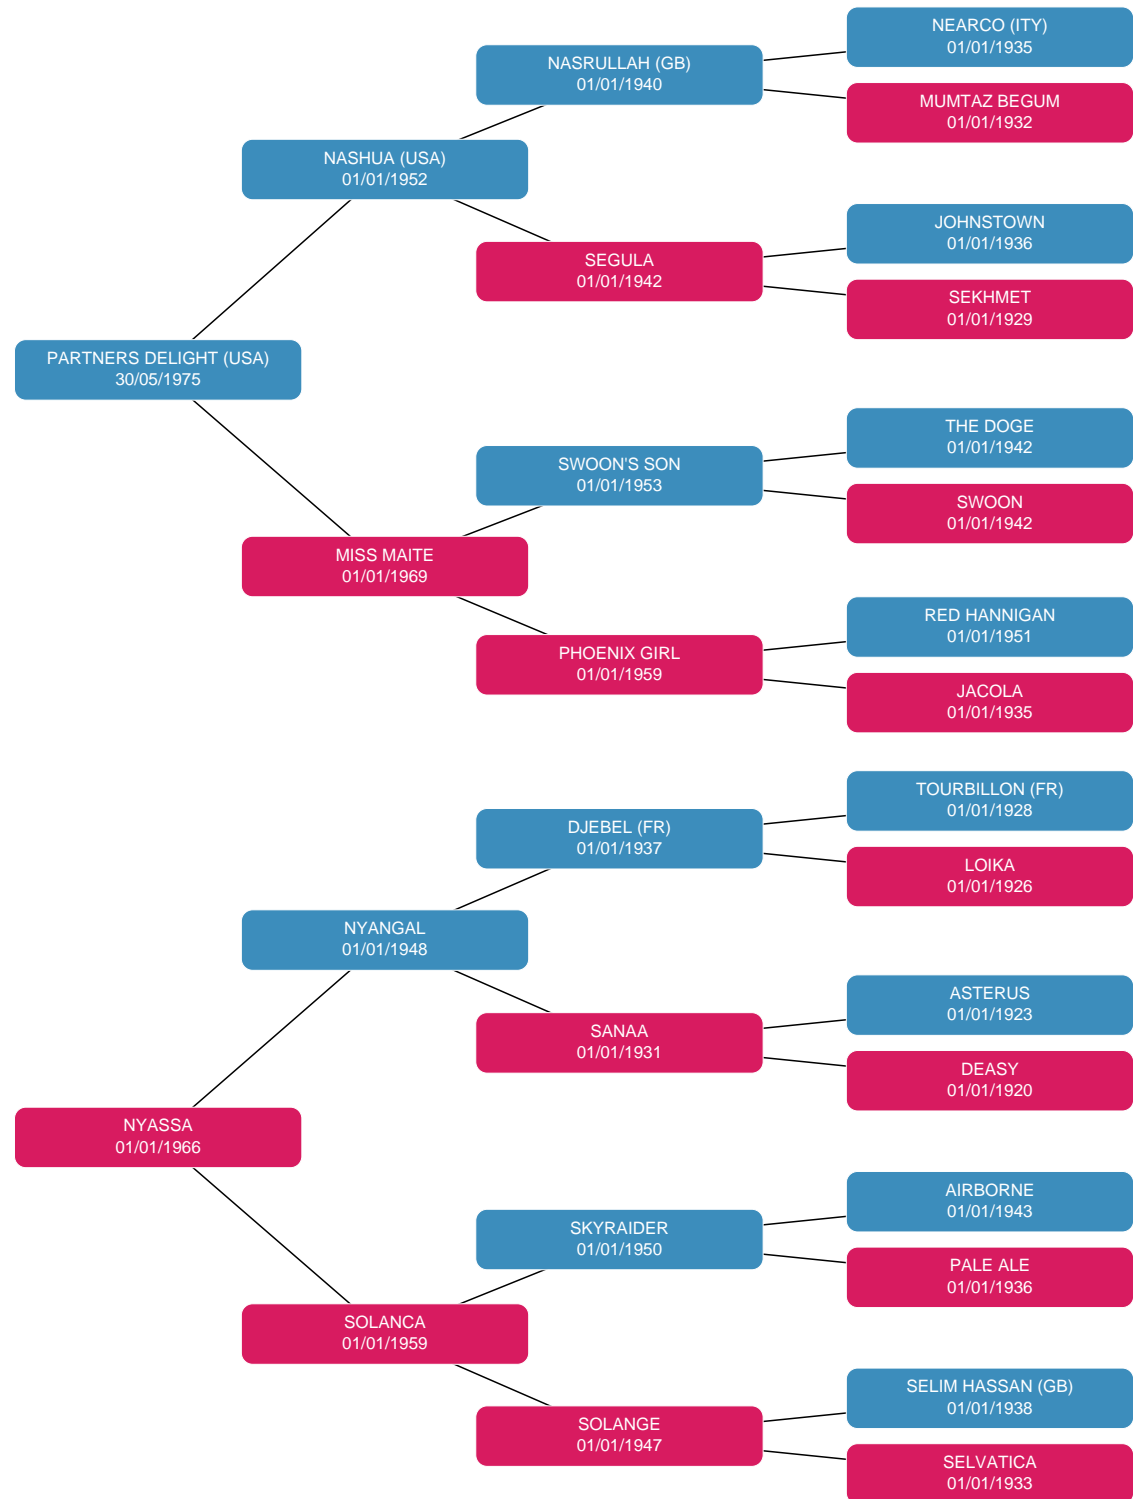 NEARCO (ITY)
01/01/1935
NASRULLAH (GB)
01/01/1940
MUMTAZ BEGUM
01/01/1932
NASHUA (USA)
01/01/1952
JOHNSTOWN
01/01/1936
SEGULA
01/01/1942
SEKHMET
01/01/1929
PARTNERS DELIGHT (USA)
30/05/1975
THE DOGE
01/01/1942
SWOON'S SON
01/01/1953
SWOON
01/01/1942
MISS MAITE
01/01/1969
RED HANNIGAN
01/01/1951
PHOENIX GIRL
01/01/1959
JACOLA
01/01/1935
TOURBILLON (FR)
01/01/1928
DJEBEL (FR)
01/01/1937
LOIKA
01/01/1926
NYANGAL
01/01/1948
ASTERUS
01/01/1923
SANAA
01/01/1931
DEASY
01/01/1920
NYASSA
01/01/1966
AIRBORNE
01/01/1943
SKYRAIDER
01/01/1950
PALE ALE
01/01/1936
SOLANCA
01/01/1959
SELIM HASSAN (GB)
01/01/1938
SOLANGE
01/01/1947
SELVATICA
01/01/1933